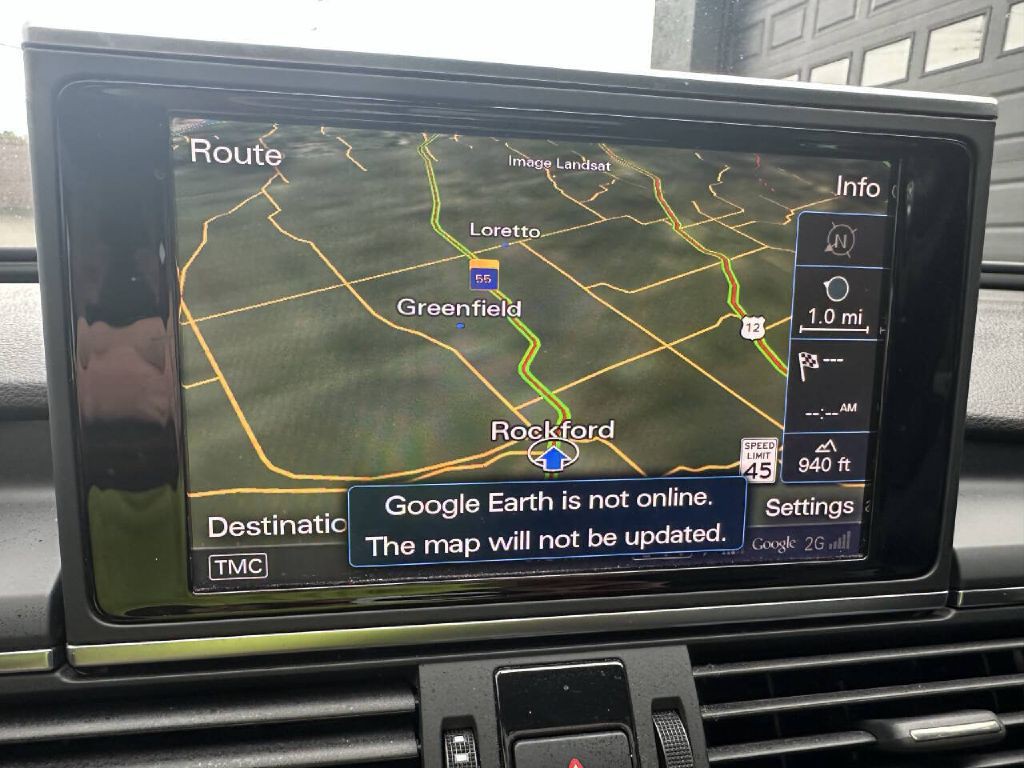 Route
Image Landsat
Info
N
Loretto
55
Greenfield
1.0 mi
12
---
--:-- AM
Rockford
SPEED
LIMIT
45
940 ft
Google Earth is not online.
The map will not be updated.
Destinatio
Settings
TMC
Google 2G